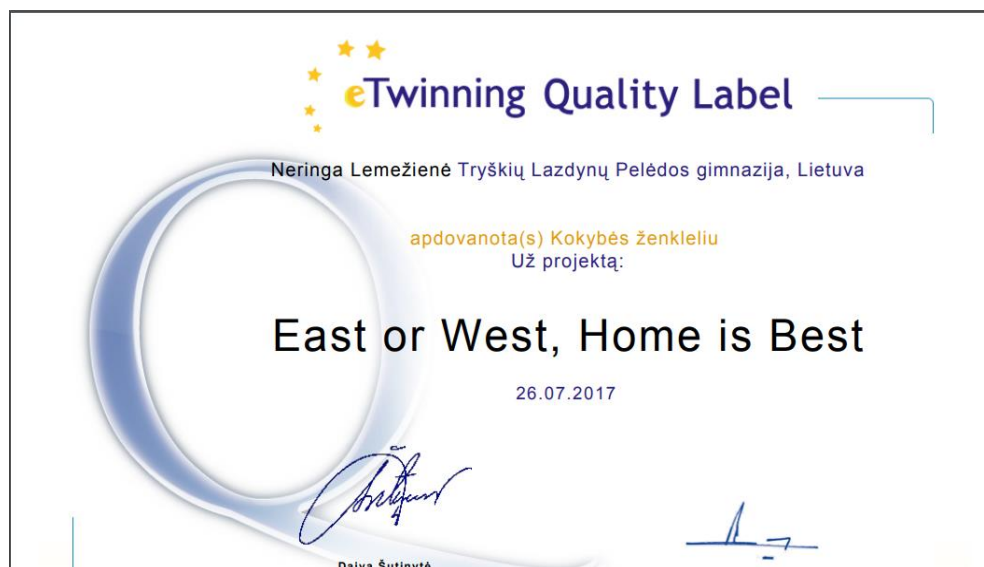 eTwinning Quality Label
Neringa Lemežienė Tryškių Lazdynų Pelėdos gimnazija, Lietuva
apdovanota(s) Kokybės ženkleliu
Už projektą:
East or West, Home is Best
26.07.2017
Daiva Šutinytė